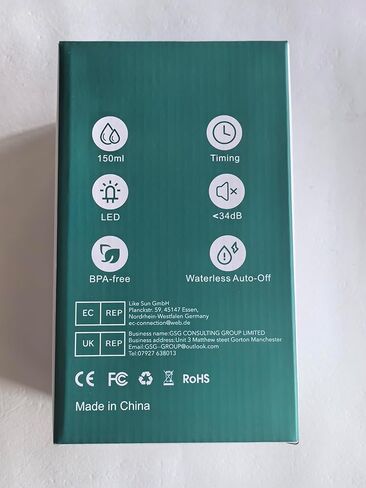 150ml Timing
LED <34dB
BPA-free Waterless Auto-Off
EC REP Like Sun GmbH
Planckstr. 59, 45147 Essen,
Nordrhein-Westfalen Germany
ec-connection@web.de
UK REP Business name:GSG CONSULTING GROUP LIMITED
Business address:Unit 3 Matthew steet Gorton Manchester
Email:GSG-GROUP@outlook.com
Tel:07927 638013
CE FC RoHS
Made in China